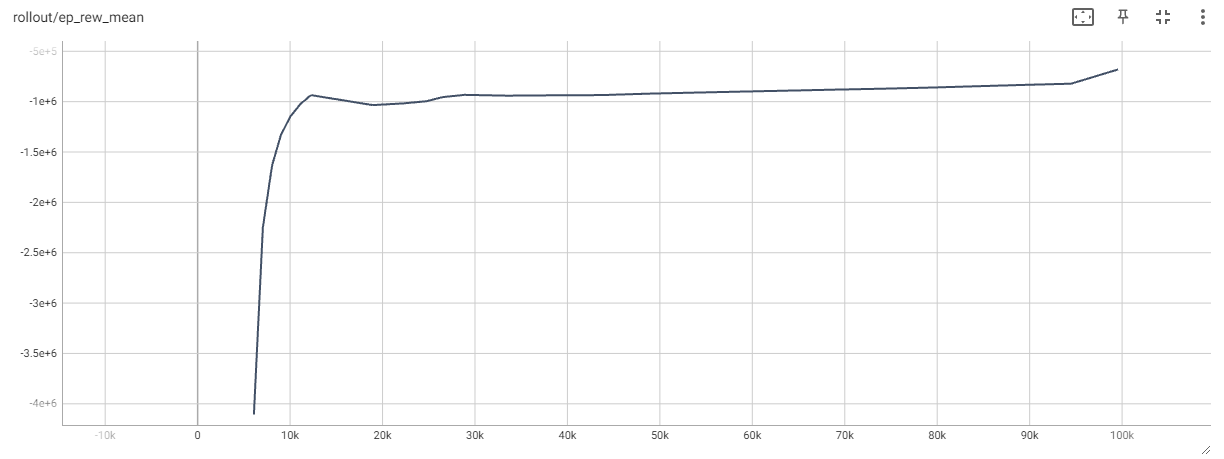 rollout/ep_rew_mean
-5e+5
-1e+6
-1.5e+6
-2e+6
-2.5e+6
-3e+6
-3.5e+6
-4e+6
-10k 0 10k 20k 30k 40k 50k 60k 70k 80k 90k 100k